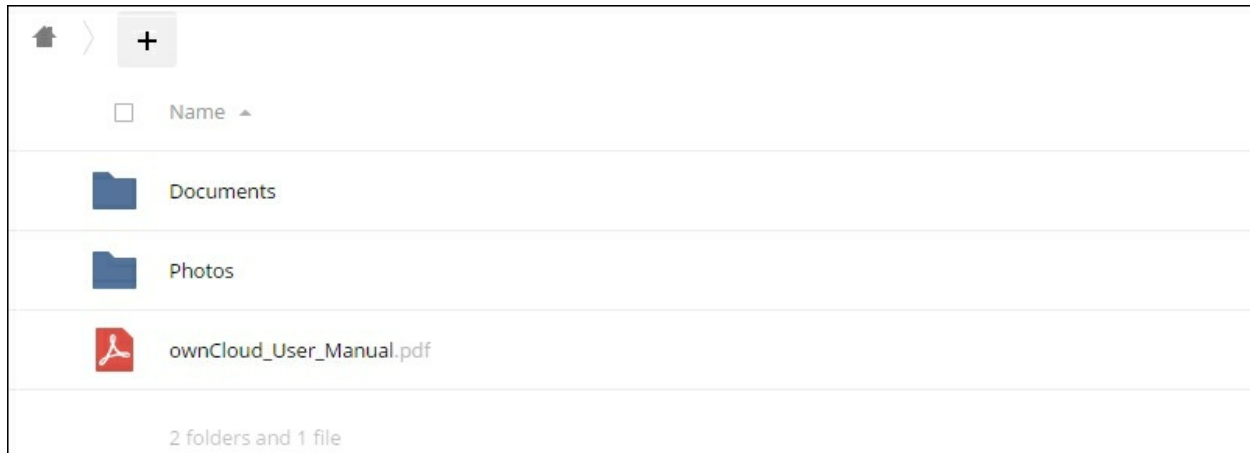 +
Name
Documents
Photos
ownCloud_User_Manual.pdf
2 folders and 1 file